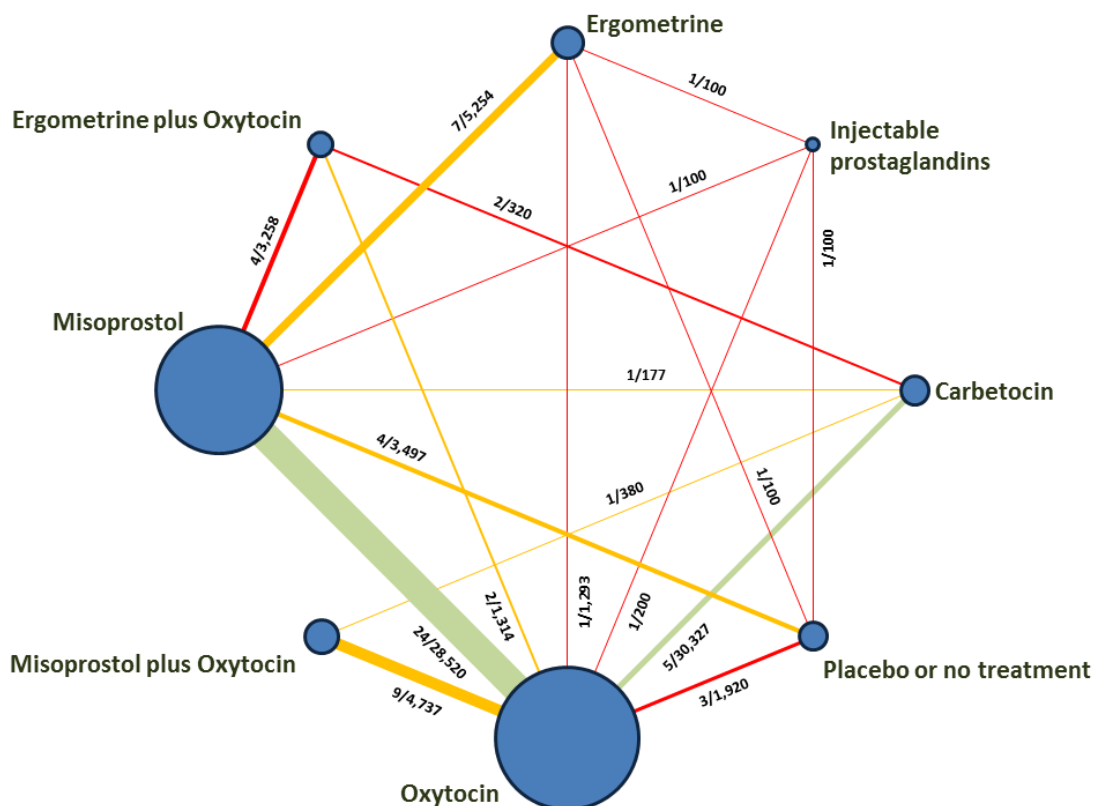 Ergometrine
1/100
7/5,254
Ergometrine plus Oxytocin
Injectable
prostaglandins
1/100
2/320
4/3,258
1/100
Misoprostol
1/177
Carbetocin
4/3,497
1/380
1/100
1/1,293
2/1,314
1/200
24/28,520
5/30,327
Misoprostol plus Oxytocin
9/4,737
3/1,920
Placebo or no treatment
Oxytocin